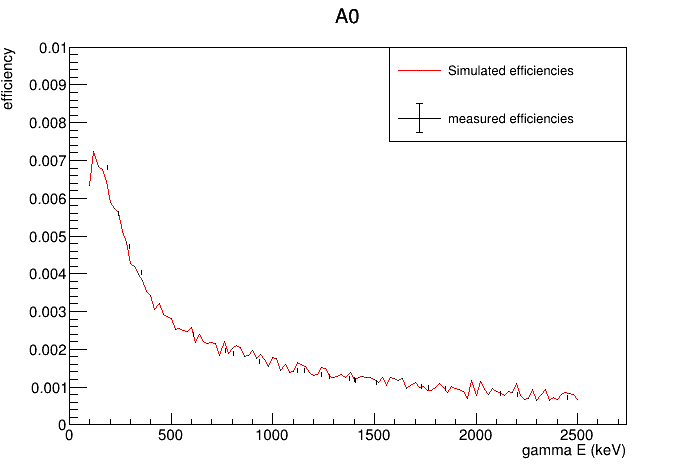 A0
efficiency
0.01
0.009
0.008
0.007
0.006
0.005
0.004
0.003
0.002
0.001
0
Simulated efficiencies
measured efficiencies
0 500 1000 1500 2000 2500
gamma E (keV)